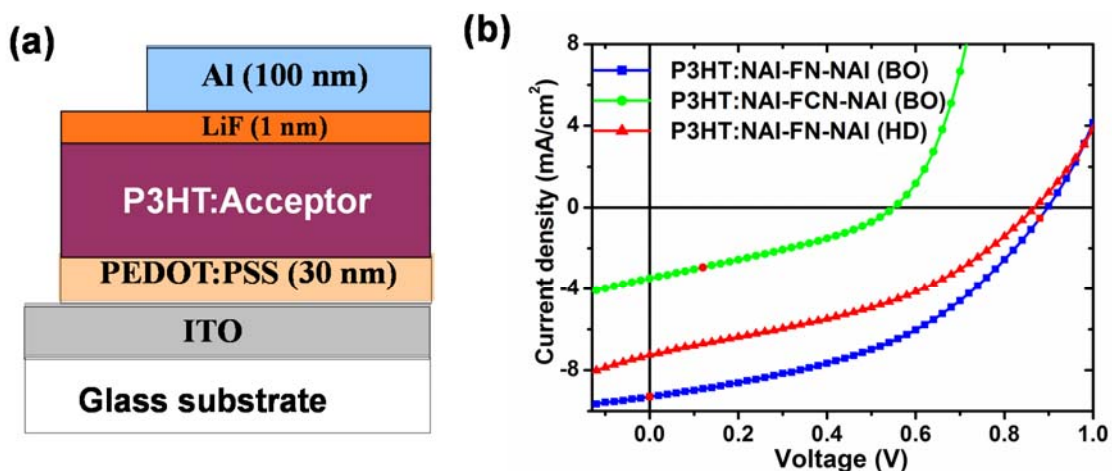 (a)
Al (100 nm)
LiF (1 nm)
P3HT:Acceptor
PEDOT:PSS (30 nm)
ITO
Glass substrate
(b)
8
4
0
-4
-8
Current density (mA/cm²)
P3HT:NAI-FN-NAI (BO)
P3HT:NAI-FCN-NAI (BO)
P3HT:NAI-FN-NAI (HD)
0.0 0.2 0.4 0.6 0.8 1.0
Voltage (V)